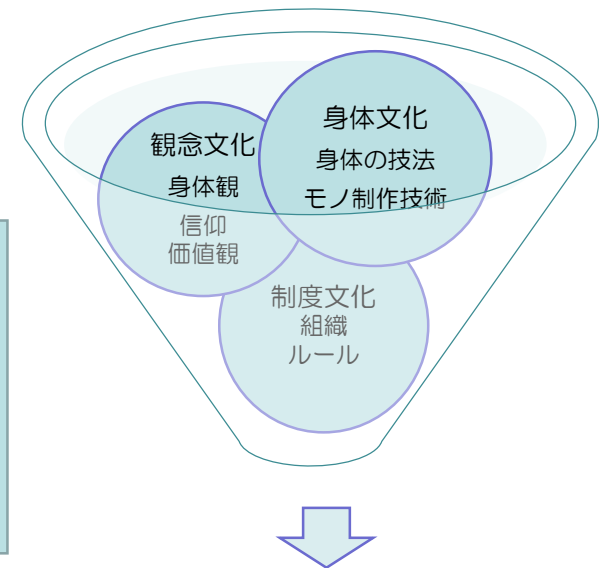 観念文化
身体観
信仰
価値観
身体文化
身体の技法
モノ制作技術
制度文化
組織
ルール